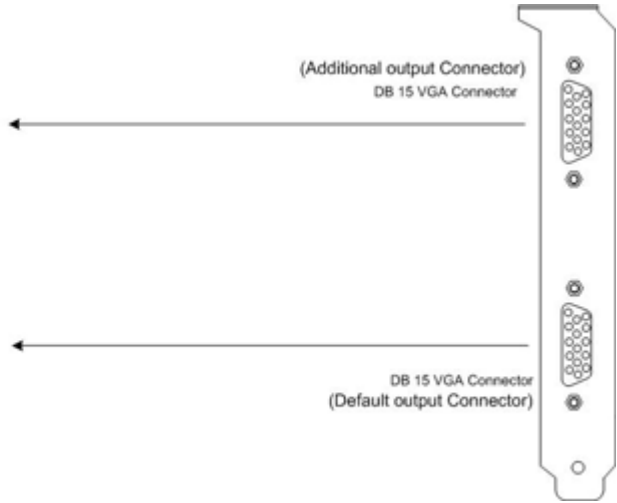 (Additional output Connector)
DB 15 VGA Connector
DB 15 VGA Connector
(Default output Connector)